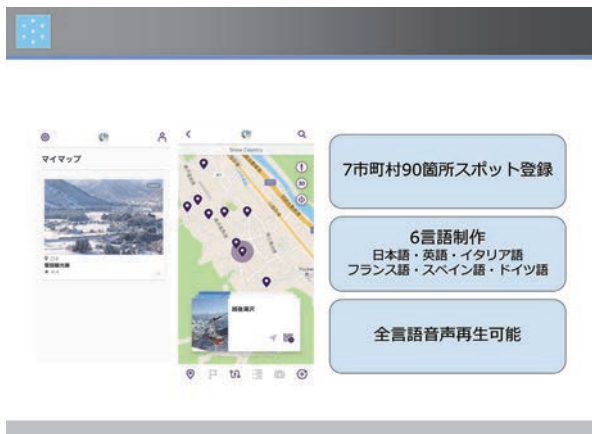 マイマップ
Snow Country
3D
越後湯沢
7市町村90箇所スポット登録
6言語制作
日本語・英語・イタリア語
フランス語・スペイン語・ドイツ語
全言語音声再生可能